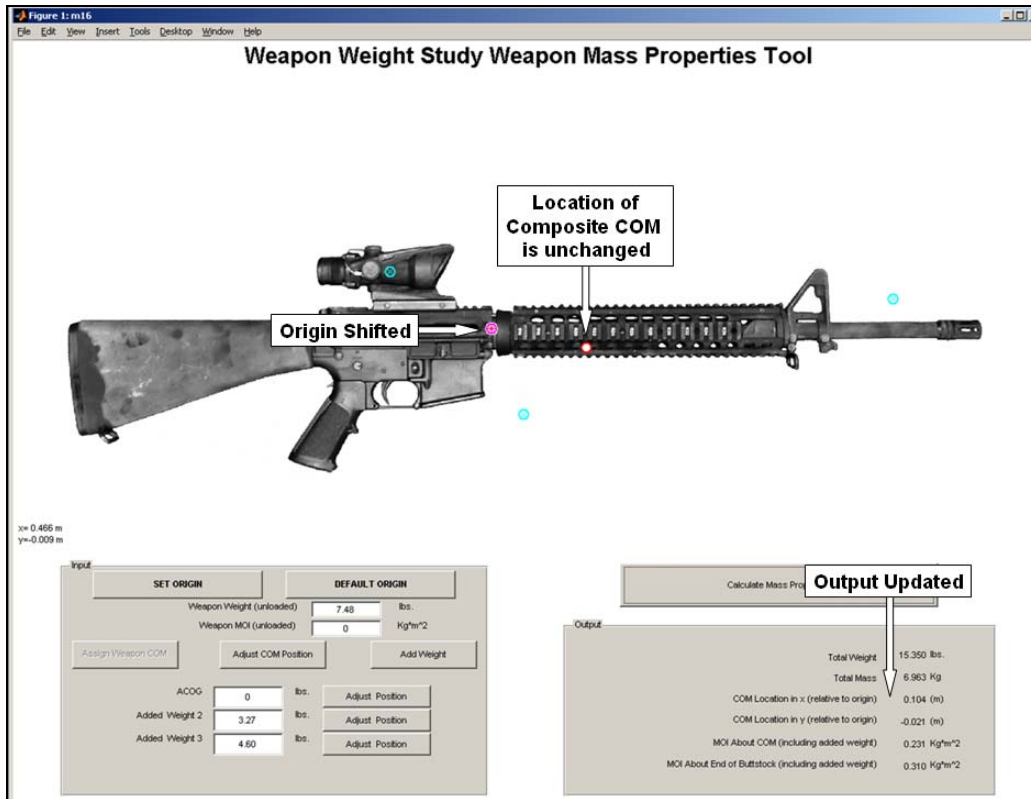 Figure 1: m16
File Edit View Insert Tools Desktop Window Help
Weapon Weight Study Weapon Mass Properties Tool
Location of
Composite COM
is unchanged
Origin Shifted
x= 0.466 m
y=-0.009 m
Input
SET ORIGIN DEFAULT ORIGIN
Weapon Weight (unloaded) 7.48 lbs.
Weapon MOI (unloaded) 0 Kg*m^2
Assign Weapon COM Adjust COM Position Add Weight
ACOG 0 lbs. Adjust Position
Added Weight 2 3.27 lbs. Adjust Position
Added Weight 3 4.60 lbs. Adjust Position
Calculate Mass Prop
Output Updated
Output
Total Weight 15.350 lbs.
Total Mass 6.963 Kg
COM Location in x (relative to origin) 0.104 (m)
COM Location in y (relative to origin) -0.021 (m)
MOI About COM (including added weight) 0.231 Kg*m^2
MOI About End of Buttstock (including added weight) 0.310 Kg*m^2